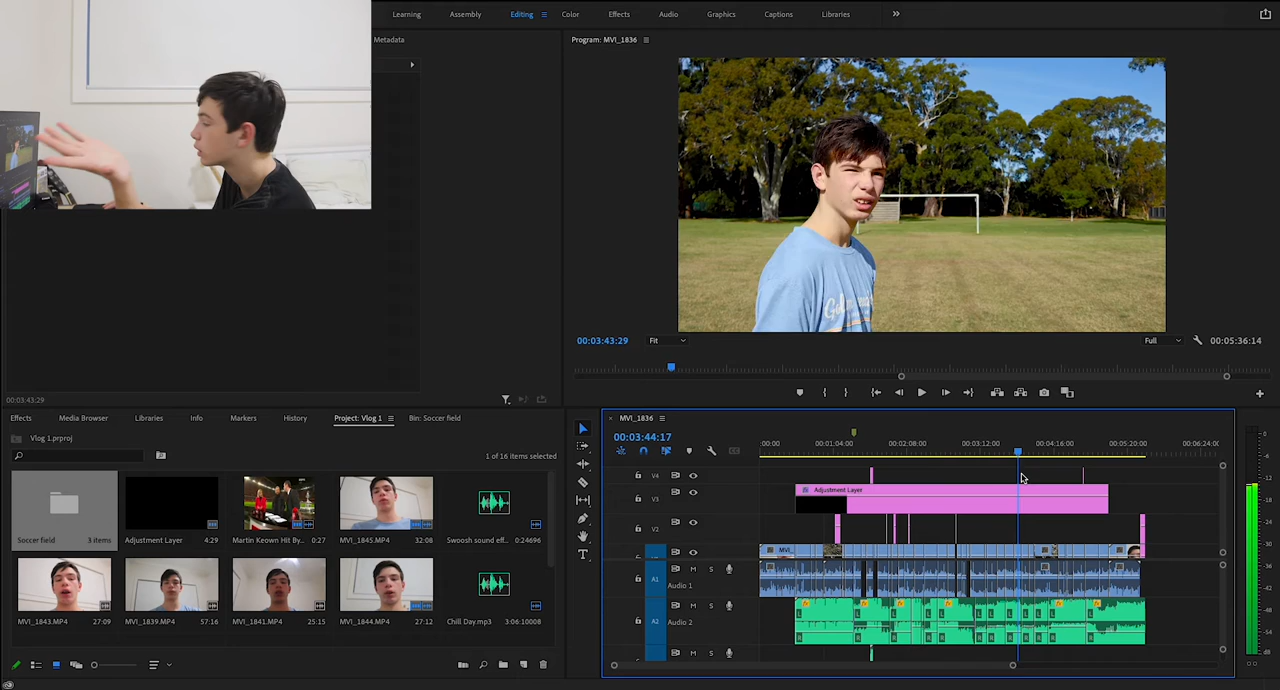 Learning Assembly Editing Color Effects Audio Graphics Captions Libraries
Metadata
Program: MVI_1836
00:03:43:29 Fit Full 00:05:36:14
00:03:43:29
Effects Media Browser Libraries Info Markers History Project: Vlog 1 Bin: Soccer field
Vlog 1.prproj
1 of 16 items selected
Soccer field 3 items
Adjustment Layer 4:29
Martin Keown Hit By... 0:27
MVI_1845.MP4 32:08
Swoosh sound eff... 0:24696
MVI_1843.MP4 27:09
MVI_1839.MP4 57:16
MVI_1841.MP4 25:15
MVI_1844.MP4 27:12
Chill Day.mp3 3:06:10008
× MVI_1836
00:03:44:17
:00:00 00:01:04:00 00:02:08:00 00:03:12:00 00:04:16:00 00:05:20:00 00:06:24:00
V4
V3 Adjustment Layer
V2
MVI_
A1 M S
Audio 1
A2 M S
Audio 2
M S